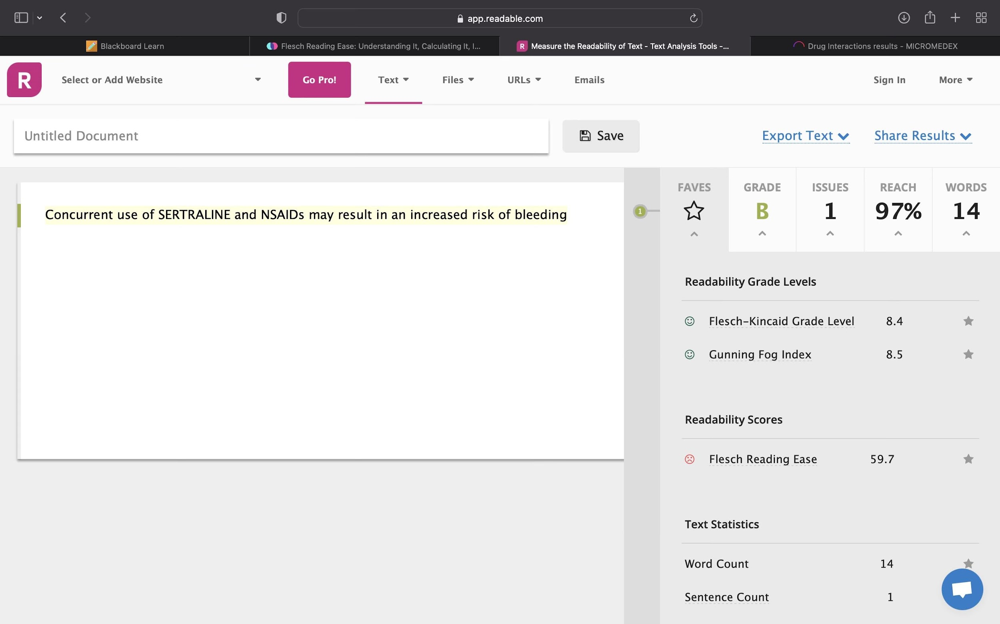 app.readable.com
Blackboard Learn
Flesch Reading Ease: Understanding It, Calculating It, I...
R Measure the Readability of Text - Text Analysis Tools -...
Drug Interactions results - MICROMEDEX
R Select or Add Website Go Pro! Text Files URLs Emails Sign In More
Untitled Document Save Export Text Share Results
FAVES GRADE ISSUES REACH WORDS
B 1 97% 14
Concurrent use of SERTRALINE and NSAIDs may result in an increased risk of bleeding
1
Readability Grade Levels
Flesch-Kincaid Grade Level 8.4
Gunning Fog Index 8.5
Readability Scores
Flesch Reading Ease 59.7
Text Statistics
Word Count 14
Sentence Count 1